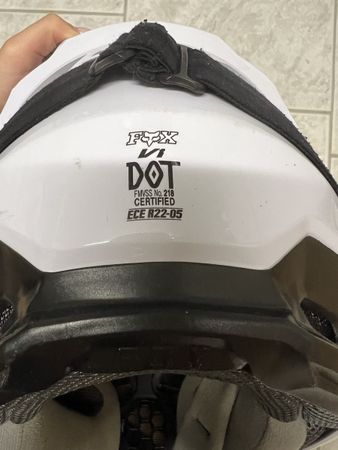 FOX
V1
DOT
FMVSS No. 218
CERTIFIED
ECE R22-05